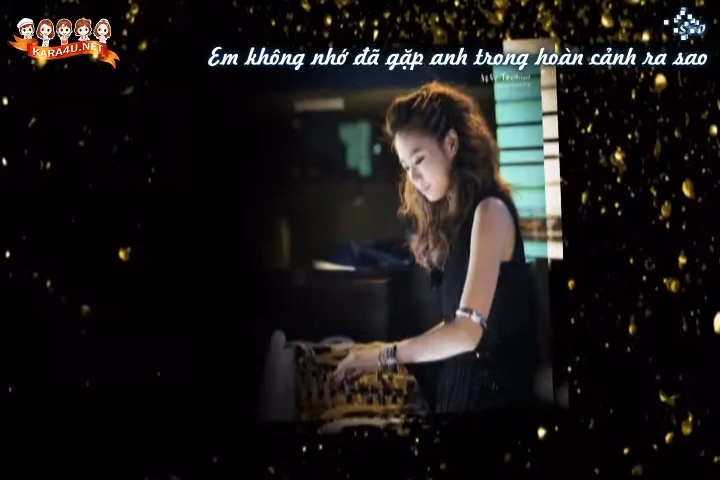 KARA4U.NET
Em không nhớ đã gặp anh trong hoàn cảnh ra sao